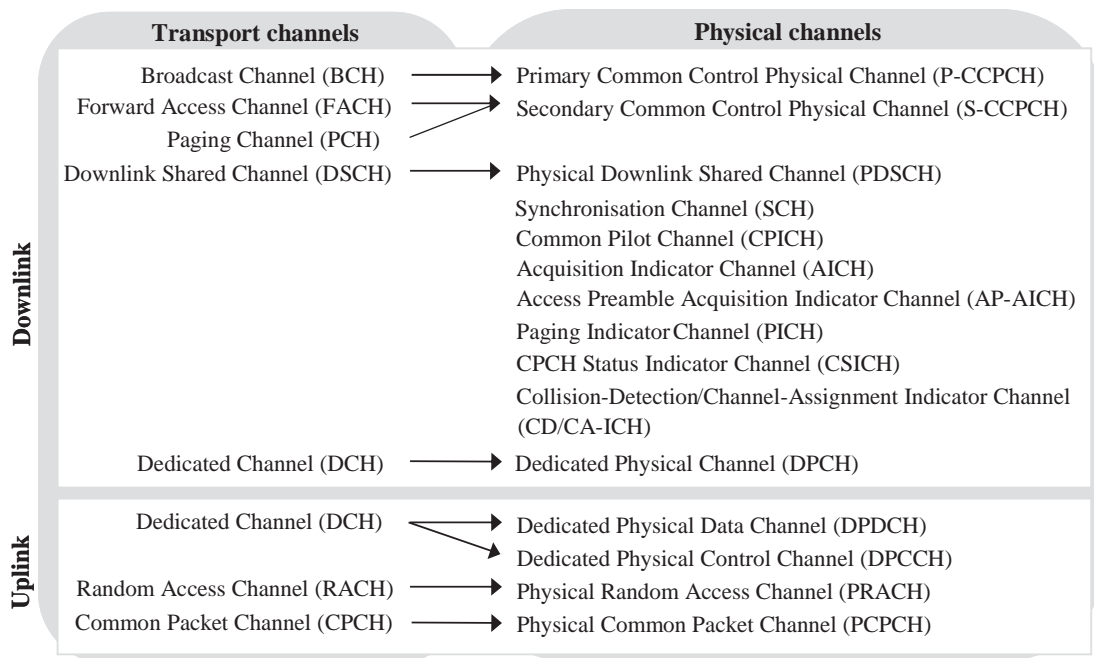 Transport channels Physical channels
Downlink
Broadcast Channel (BCH) Primary Common Control Physical Channel (P-CCPCH)
Forward Access Channel (FACH) Secondary Common Control Physical Channel (S-CCPCH)
Paging Channel (PCH)
Downlink Shared Channel (DSCH) Physical Downlink Shared Channel (PDSCH)
Synchronisation Channel (SCH)
Common Pilot Channel (CPICH)
Acquisition Indicator Channel (AICH)
Access Preamble Acquisition Indicator Channel (AP-AICH)
Paging Indicator Channel (PICH)
CPCH Status Indicator Channel (CSICH)
Collision-Detection/Channel-Assignment Indicator Channel
(CD/CA-ICH)
Dedicated Channel (DCH) Dedicated Physical Channel (DPCH)
Uplink
Dedicated Channel (DCH) Dedicated Physical Data Channel (DPDCH)
Dedicated Physical Control Channel (DPCCH)
Random Access Channel (RACH) Physical Random Access Channel (PRACH)
Common Packet Channel (CPCH) Physical Common Packet Channel (PCPCH)